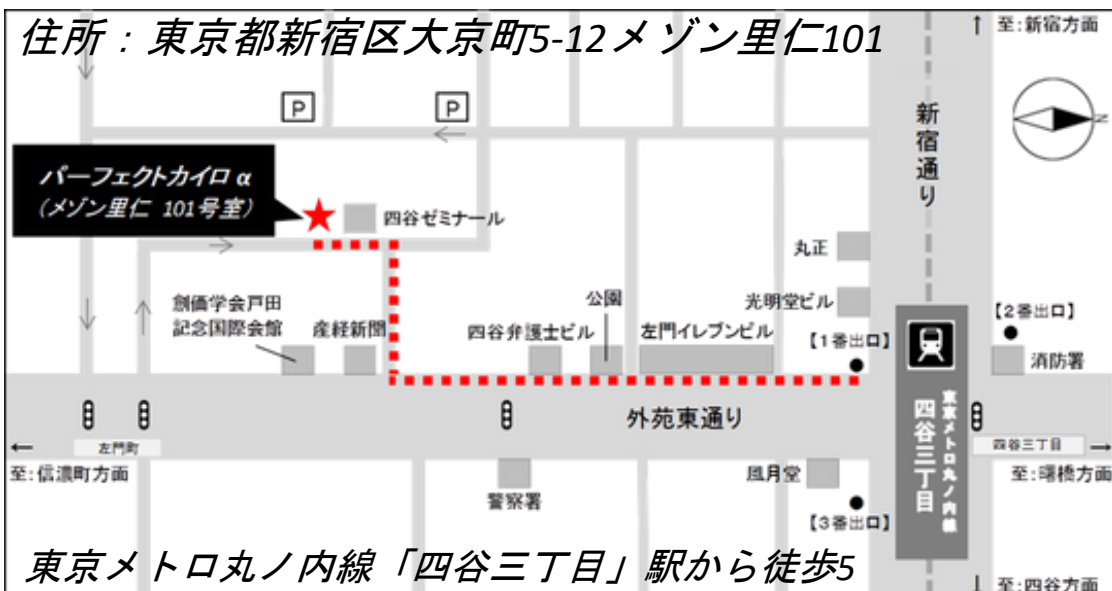 住所：東京都新宿区大京町5-12メゾン里仁101
至:新宿方面
P
P
新宿通り
N
パーフェクトカイロ α
（メゾン里仁 101号室）
四谷ゼミナール
丸正
創価学会戸田
記念国際会館
産経新聞
四谷弁護士ビル
公園
左門イレブンビル
光明堂ビル
【1番出口】
【2番出口】
消防署
東京メトロ丸ノ内線
四谷三丁目
外苑東通り
左門町
四谷三丁目
至:信濃町方面
至:曙橋方面
警察署
風月堂
【3番出口】
東京メトロ丸ノ内線「四谷三丁目」駅から徒歩5
至:四谷方面